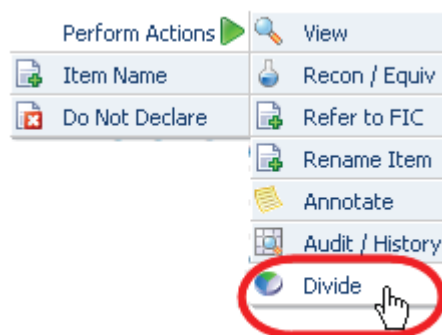 Perform Actions
Item Name
Do Not Declare
View
Recon / Equiv
Refer to FIC
Rename Item
Annotate
Audit / History
Divide